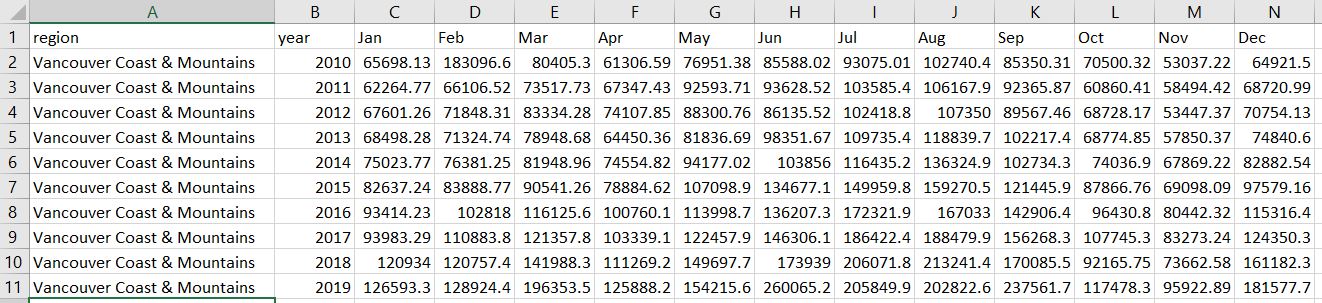 A B C D E F G H I J K L M N
1 region year Jan Feb Mar Apr May Jun Jul Aug Sep Oct Nov Dec
2 Vancouver Coast & Mountains 2010 65698.13 183096.6 80405.3 61306.59 76951.38 85588.02 93075.01 102740.4 85350.31 70500.32 53037.22 64921.5
3 Vancouver Coast & Mountains 2011 62264.77 66106.52 73517.73 67347.43 92593.71 93628.52 103585.4 106167.9 92365.87 60860.41 58494.42 68720.99
4 Vancouver Coast & Mountains 2012 67601.26 71848.31 83334.28 74107.85 88300.76 86135.52 102418.8 107350 89567.46 68728.17 53447.37 70754.13
5 Vancouver Coast & Mountains 2013 68498.28 71324.74 78948.68 64450.36 81836.69 98351.67 109735.4 118839.7 102217.4 68774.85 57850.37 74840.6
6 Vancouver Coast & Mountains 2014 75023.77 76381.25 81948.96 74554.82 94177.02 103856 116435.2 136324.9 102734.3 74036.9 67869.22 82882.54
7 Vancouver Coast & Mountains 2015 82637.24 83888.77 90541.26 78884.62 107098.9 134677.1 149959.8 159270.5 121445.9 87866.76 69098.09 97579.16
8 Vancouver Coast & Mountains 2016 93414.23 102818 116125.6 100760.1 113998.7 136207.3 172321.9 167033 142906.4 96430.8 80442.32 115316.4
9 Vancouver Coast & Mountains 2017 93983.29 110883.8 121357.8 103339.1 122457.9 146306.1 186422.4 188479.9 156268.3 107745.3 83273.24 124350.3
10 Vancouver Coast & Mountains 2018 120934 120757.4 141988.3 111269.2 149697.7 173939 206071.8 213241.4 170085.5 92165.75 73662.58 161182.3
11 Vancouver Coast & Mountains 2019 126593.3 128924.4 196353.5 125888.2 154215.6 260065.2 205849.9 202822.6 237561.7 117478.3 95922.89 181577.7